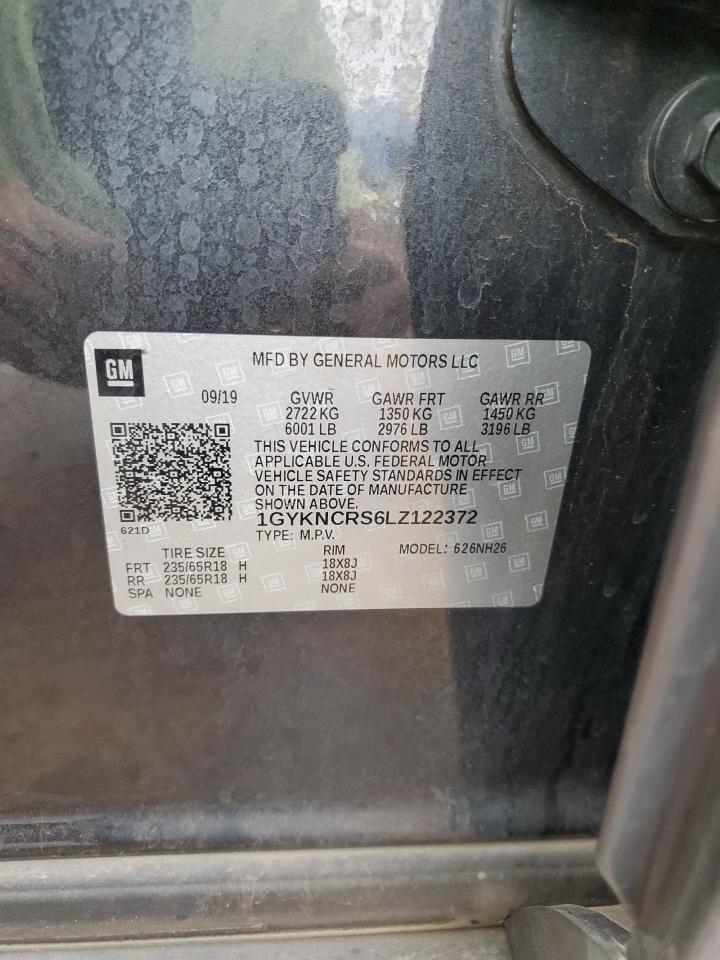 GM
MFD BY GENERAL MOTORS LLC
09/19 GVWR GAWR FRT GAWR RR
2722 KG 1350 KG 1450 KG
6001 LB 2976 LB 3196 LB
THIS VEHICLE CONFORMS TO ALL
APPLICABLE U.S. FEDERAL MOTOR
VEHICLE SAFETY STANDARDS IN EFFECT
ON THE DATE OF MANUFACTURE
SHOWN ABOVE.
621D
1GYKNCRS6LZ122372
TYPE: M.P.V.
TIRE SIZE RIM MODEL: 626NH26
FRT 235/65R18 H 18X8J
RR 235/65R18 H 18X8J
SPA NONE NONE